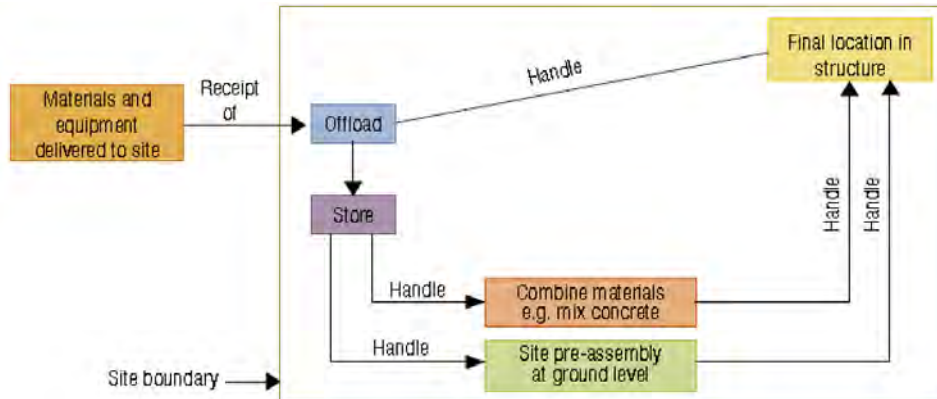 Materials and
equipment
delivered to site
Receipt
of
Offload
Handle
Final location in
structure
Store
Handle
Combine materials
e.g. mix concrete
Handle
Handle
Handle
Site pre-assembly
at ground level
Site boundary